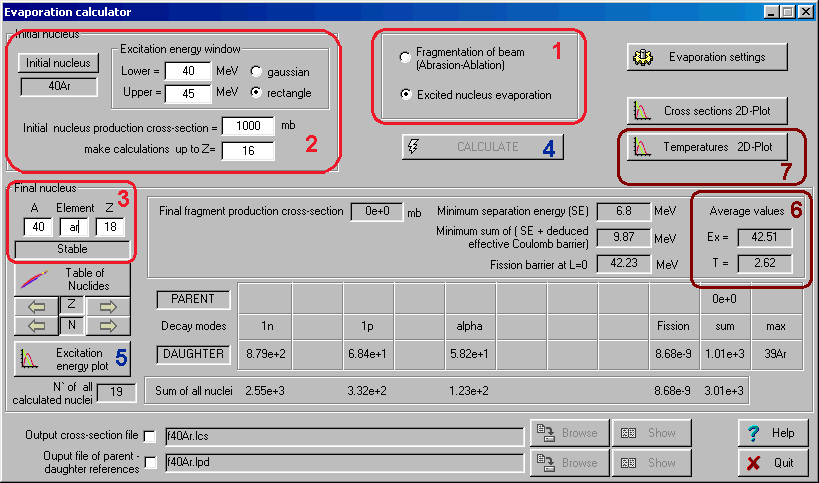 Evaporation calculator
Initial nucleus
Initial nucleus
40Ar
Excitation energy window
Lower = 40 MeV gaussian
Upper = 45 MeV rectangle
Initial nucleus production cross-section = 1000 mb
make calculations up to Z= 16
2
Fragmentation of beam
(Abrasion-Ablation)
1
Excited nucleus evaporation
CALCULATE
4
Evaporation settings
Cross sections 2D-Plot
Temperatures 2D-Plot
7
Final nucleus
3
A Element Z
40 ar 18
Stable
Table of
Nuclides
Z
N
Excitation
energy plot
5
N` of all
calculated nuclei 19
Final fragment production cross-section 0e+0 mb
Minimum separation energy (SE) 6.8 MeV
Minimum sum of ( SE + deduced
effective Coulomb barrier) 9.87 MeV
Fission barrier at L=0 42.23 MeV
Average values 6
Ex = 42.51
T = 2.62
PARENT 0e+0
Decay modes 1n 1p alpha Fission sum max
DAUGHTER 8.79e+2 6.84e+1 5.82e+1 8.68e-9 1.01e+3 39Ar
Sum of all nuclei 2.55e+3 3.32e+2 1.23e+2 8.68e-9 3.01e+3
Output cross-section file f40Ar.lcs Browse Show
Ouput file of parent -
daughter references f40Ar.lpd Browse Show
Help
Quit